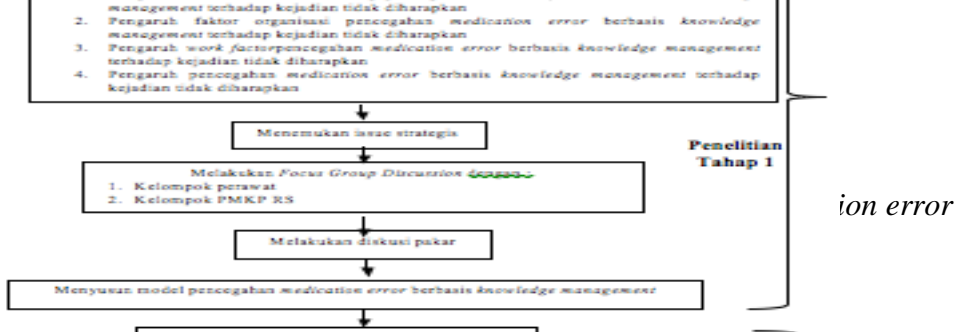 management terhadap kejadian tidak diharapkan
2. Pengaruh faktor organisasi pencegahan medication error berbasis knowledge
management terhadap kejadian tidak diharapkan
3. Pengaruh work factorpencegahan medication error berbasis knowledge management
terhadap kejadian tidak diharapkan
4. Pengaruh pencegahan medication error berbasis knowledge management terhadap
kejadian tidak diharapkan
Menemukan issue strategis
Penelitian
Tahap 1
Melakukan Focus Group Discussion dengan :
1. Kelompok perawat
2. Kelompok PMKP RS
ion error
Melakukan diskusi pakar
Menyusun model pencegahan medication error berbasis knowledge management